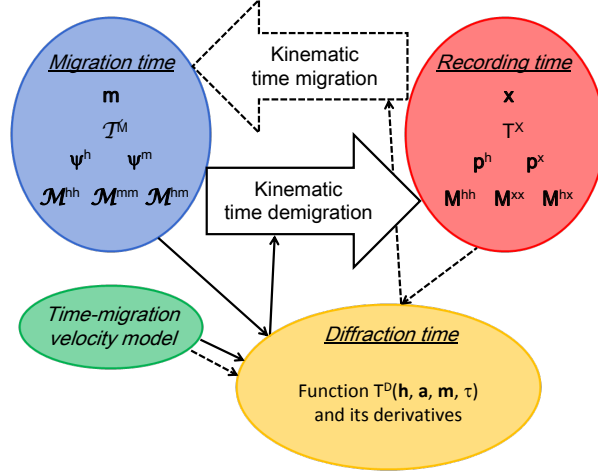 Migration time
m
𝒯ᴹ
ψʰ ψᵐ
𝓜ʰʰ 𝓜ᵐᵐ 𝓜ʰᵐ
Kinematic
time migration
Recording time
x
Tˣ
pʰ pˣ
Mʰʰ Mˣˣ Mʰˣ
Kinematic
time demigration
Time-migration
velocity model
Diffraction time
Function Tᴰ(h, a, m, τ)
and its derivatives